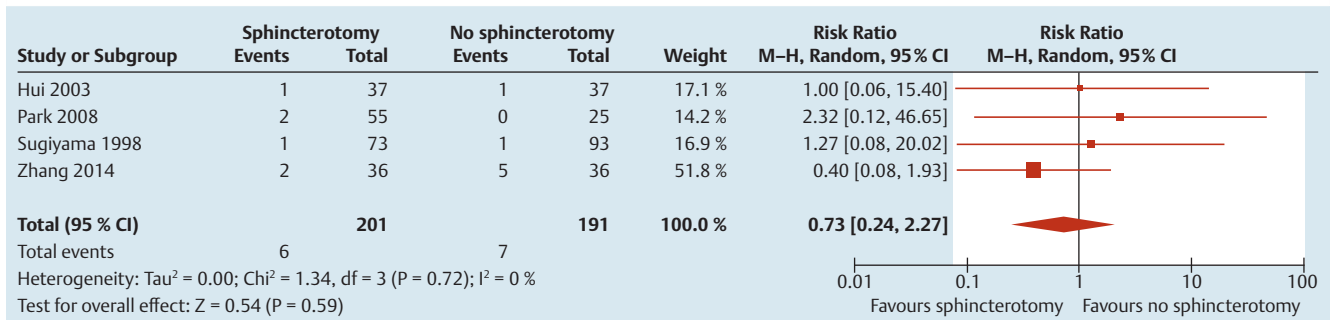 Sphincterotomy No sphincterotomy Risk Ratio Risk Ratio
Study or Subgroup Events Total Events Total Weight M–H, Random, 95% CI M–H, Random, 95% CI
Hui 2003 1 37 1 37 17.1 % 1.00 [0.06, 15.40]
Park 2008 2 55 0 25 14.2 % 2.32 [0.12, 46.65]
Sugiyama 1998 1 73 1 93 16.9 % 1.27 [0.08, 20.02]
Zhang 2014 2 36 5 36 51.8 % 0.40 [0.08, 1.93]
Total (95 % CI) 201 191 100.0 % 0.73 [0.24, 2.27]
Total events 6 7
Heterogeneity: Tau² = 0.00; Chi² = 1.34, df = 3 (P = 0.72); I² = 0 %
Test for overall effect: Z = 0.54 (P = 0.59)
0.01 0.1 1 10 100
Favours sphincterotomy Favours no sphincterotomy